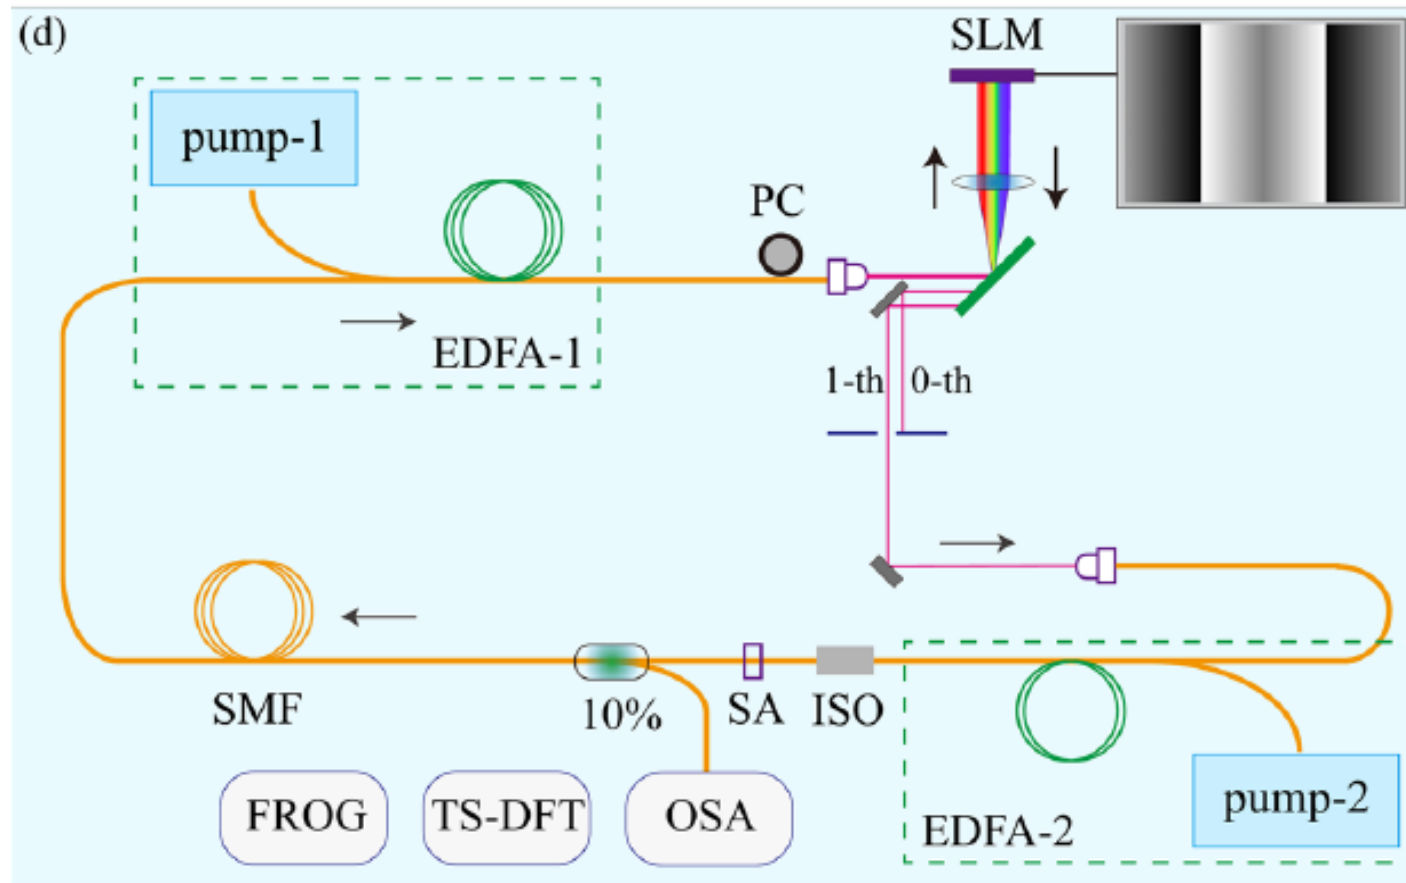 (d)
SLM
pump-1
PC
EDFA-1
1-th
0-th
SMF
10%
SA
ISO
FROG
TS-DFT
OSA
EDFA-2
pump-2